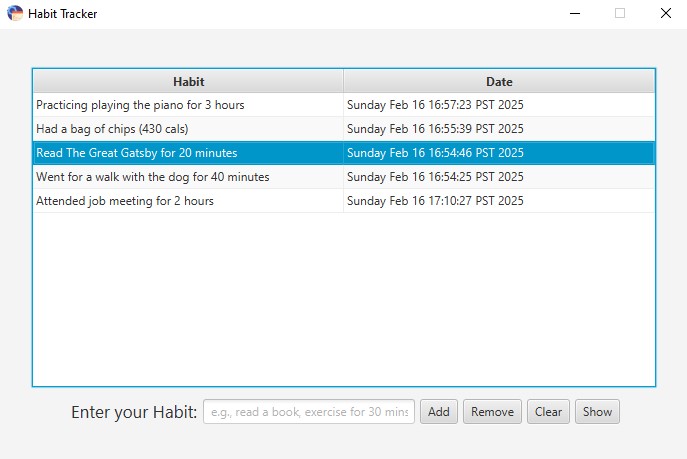 Habit Tracker
Habit Date
Practicing playing the piano for 3 hours Sunday Feb 16 16:57:23 PST 2025
Had a bag of chips (430 cals) Sunday Feb 16 16:55:39 PST 2025
Read The Great Gatsby for 20 minutes Sunday Feb 16 16:54:46 PST 2025
Went for a walk with the dog for 40 minutes Sunday Feb 16 16:54:25 PST 2025
Attended job meeting for 2 hours Sunday Feb 16 17:10:27 PST 2025
Enter your Habit: e.g., read a book, exercise for 30 mins Add Remove Clear Show